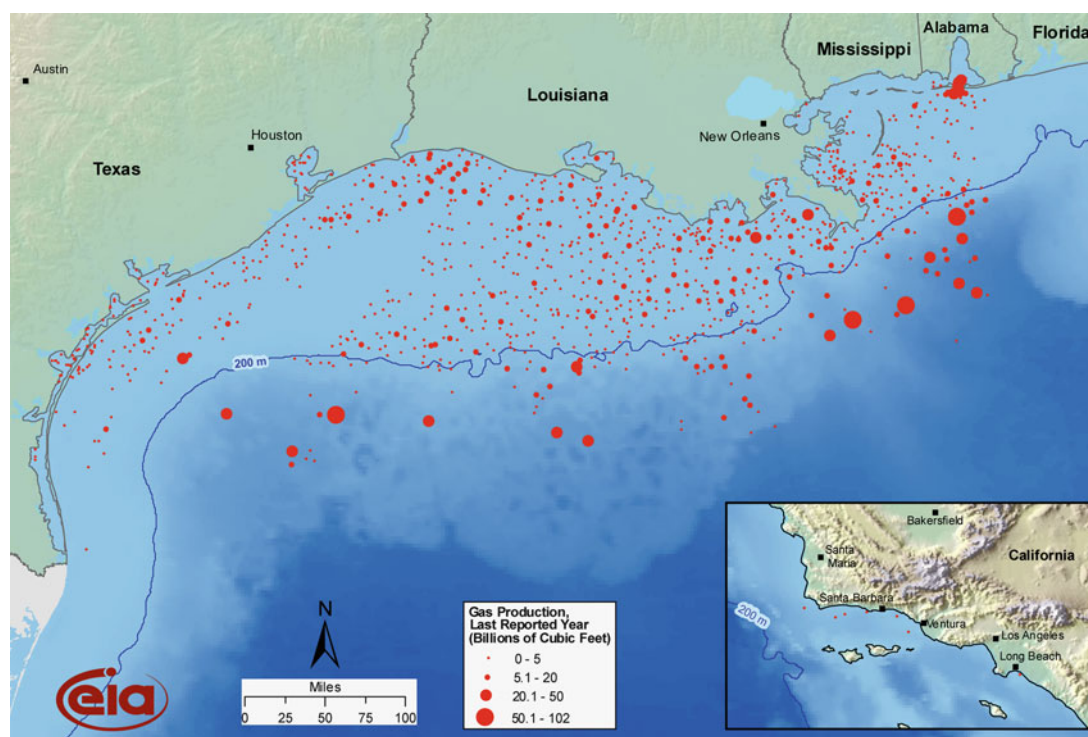 Alabama
Florida
Mississippi
Austin
Louisiana
Houston
New Orleans
Texas
200 m
N
Miles
0 25 50 75 100
eia
Gas Production,
Last Reported Year
(Billions of Cubic Feet)
0 - 5
5.1 - 20
20.1 - 50
50.1 - 102
Bakersfield
Santa
Maria
California
Santa Barbara
200 m
Ventura
Los Angeles
Long Beach